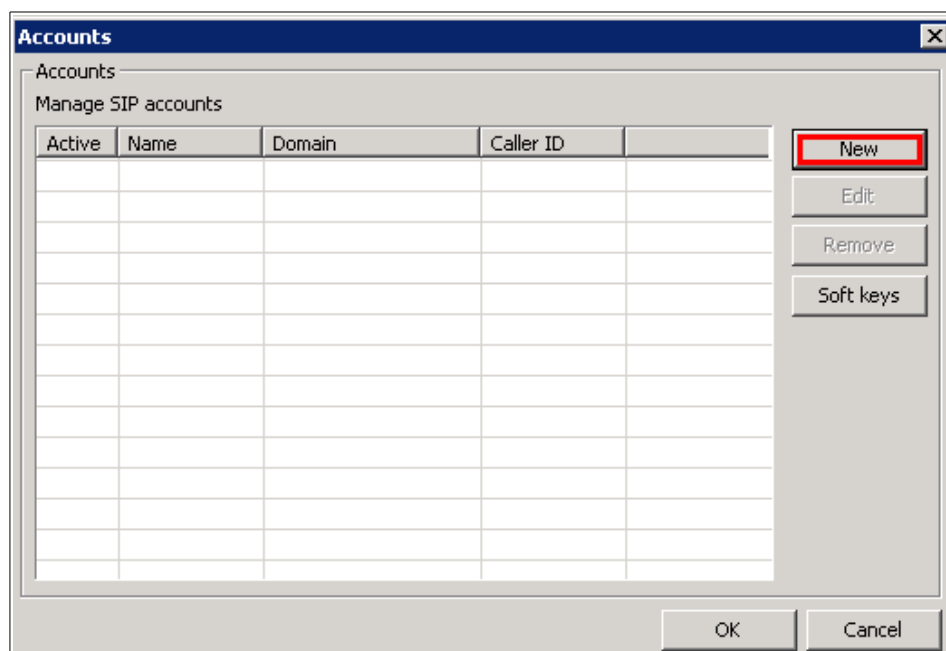 Accounts
Accounts
Manage SIP accounts
Active Name Domain Caller ID
New
Edit
Remove
Soft keys
OK Cancel